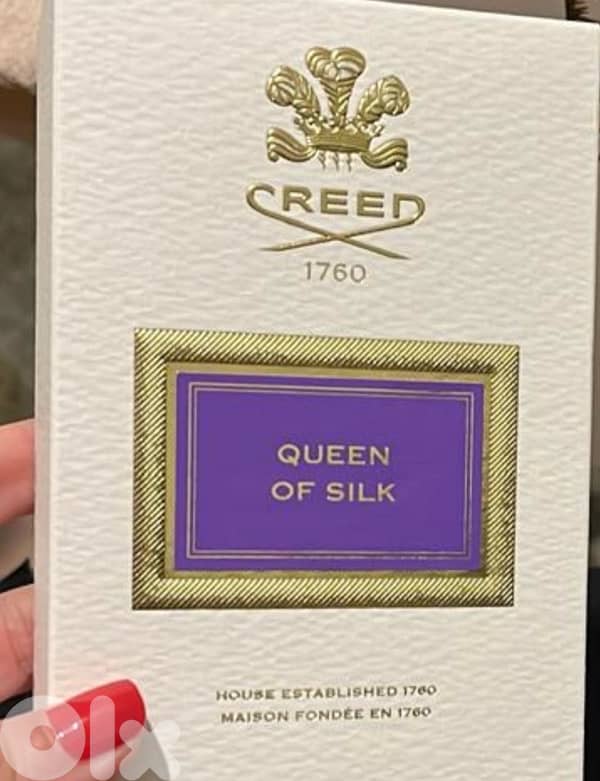 CREED
1760
QUEEN
OF SILK
HOUSE ESTABLISHED 1760
MAISON FONDÉE EN 1760
olx